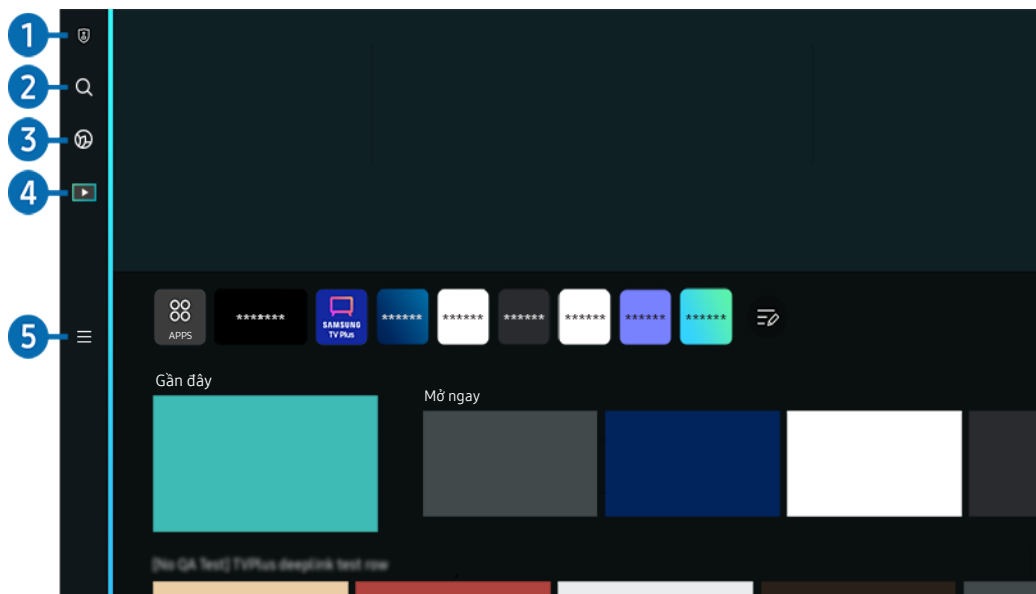 1
2
3
4
5
APPS
*******
SAMSUNG
TV Plus
******
******
******
******
******
******
Gần đây
Mở ngay
[No QA Test] TVPlus deeplink test row